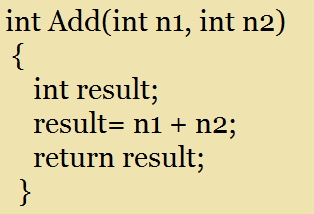 int Add(int n1, int n2)
{
int result;
result= n1 + n2;
return result;
}